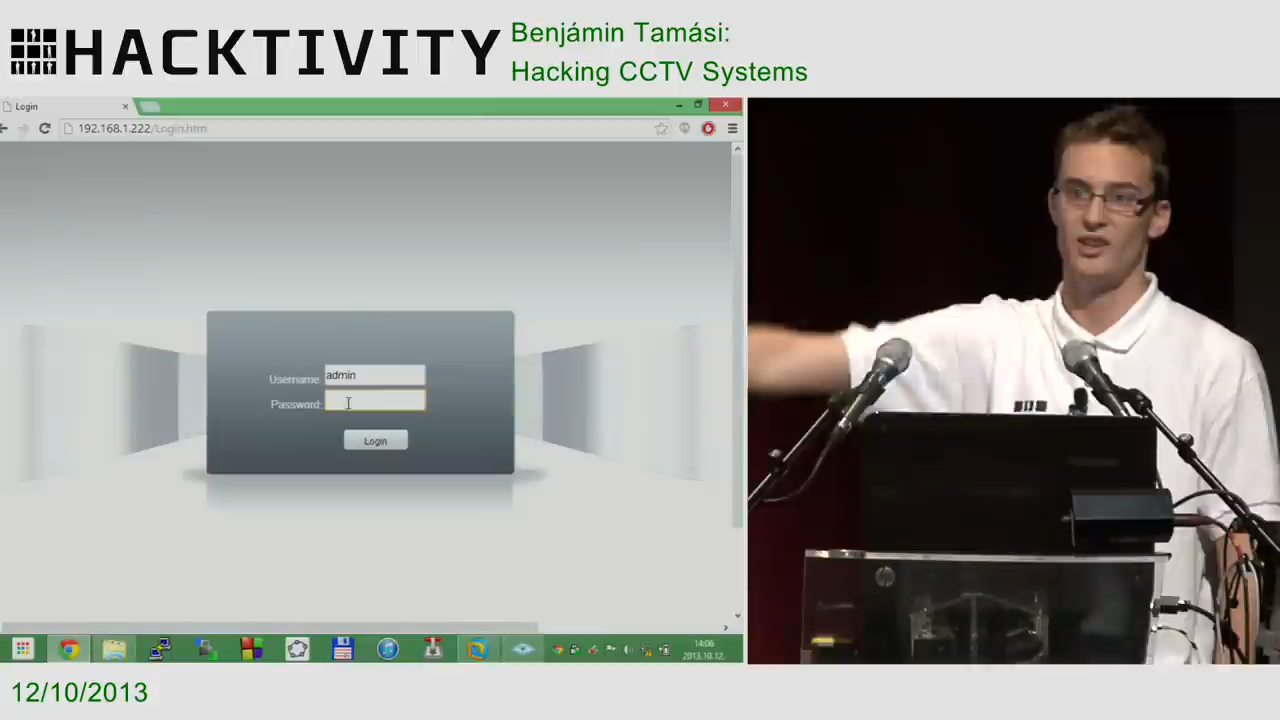 HACKTIVITY
Benjámin Tamási:
Hacking CCTV Systems
Login
192.168.1.222/Login.htm
Username
admin
Password:
Login
14:06
2013.10.12.
12/10/2013